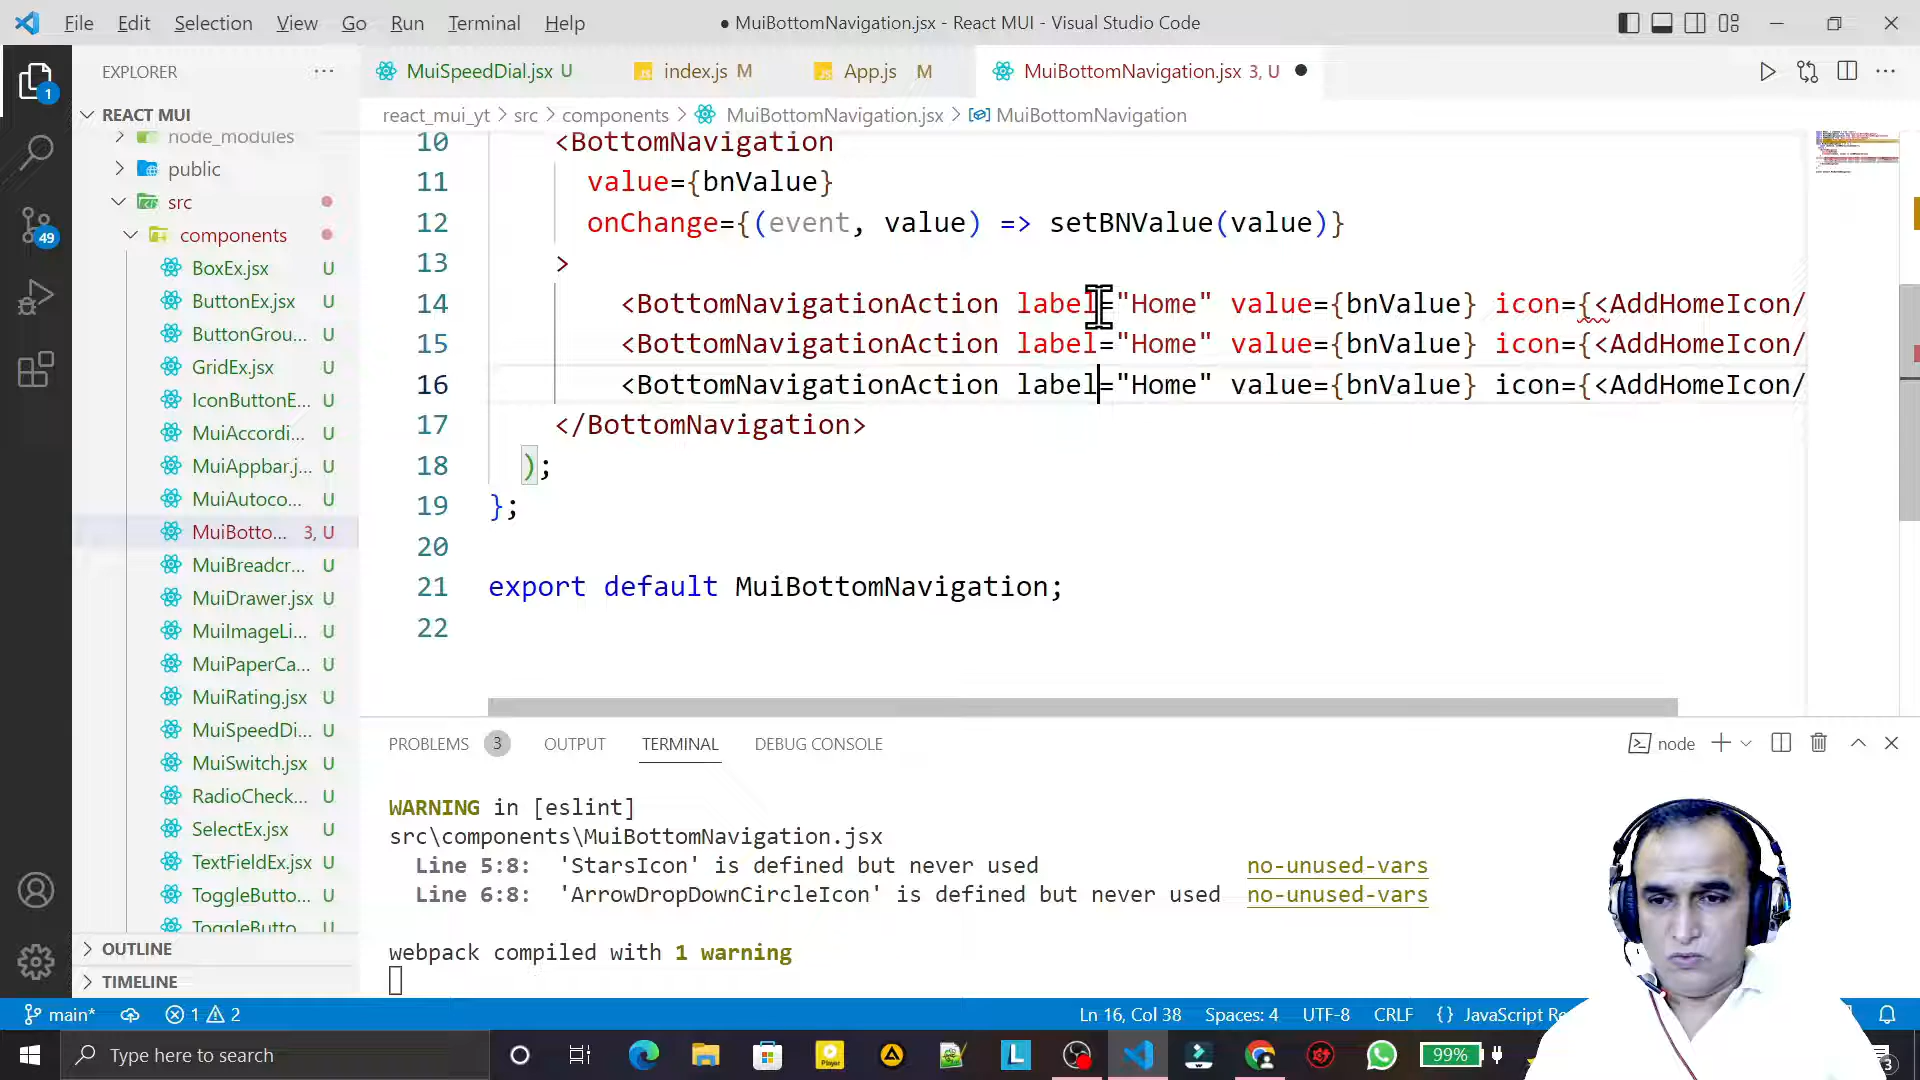 File Edit Selection View Go Run Terminal Help
● MuiBottomNavigation.jsx - React MUI - Visual Studio Code
EXPLORER
MuiSpeedDial.jsx U
index.js M
App.js M
MuiBottomNavigation.jsx 3, U
REACT MUI
react_mui_yt > src > components > MuiBottomNavigation.jsx > MuiBottomNavigation
node_modules
public
src
components
BoxEx.jsx U
ButtonEx.jsx U
ButtonGrou... U
GridEx.jsx U
IconButtonE... U
MuiAccordi... U
MuiAppbar.j... U
MuiAutoco... U
MuiBotto... 3, U
MuiBreadcr... U
MuiDrawer.jsx U
MuiImageLi... U
MuiPaperCa... U
MuiRating.jsx U
MuiSpeedDi... U
MuiSwitch.jsx U
RadioCheck... U
SelectEx.jsx U
TextFieldEx.jsx U
ToggleButto... U
ToggleButto
OUTLINE
TIMELINE
1
49
10 <BottomNavigation
11 value={bnValue}
12 onChange={(event, value) => setBNValue(value)}
13 >
14 <BottomNavigationAction label="Home" value={bnValue} icon={<AddHomeIcon/
15 <BottomNavigationAction label="Home" value={bnValue} icon={<AddHomeIcon/
16 <BottomNavigationAction label="Home" value={bnValue} icon={<AddHomeIcon/
17 </BottomNavigation>
18 );
19 };
20
21 export default MuiBottomNavigation;
22
PROBLEMS 3 OUTPUT TERMINAL DEBUG CONSOLE
node
WARNING in [eslint]
src\components\MuiBottomNavigation.jsx
Line 5:8: 'StarsIcon' is defined but never used no-unused-vars
Line 6:8: 'ArrowDropDownCircleIcon' is defined but never used no-unused-vars
webpack compiled with 1 warning
main* 1 2
Ln 16, Col 38 Spaces: 4 UTF-8 CRLF {} JavaScript Re
Type here to search
Player
L
99%
3